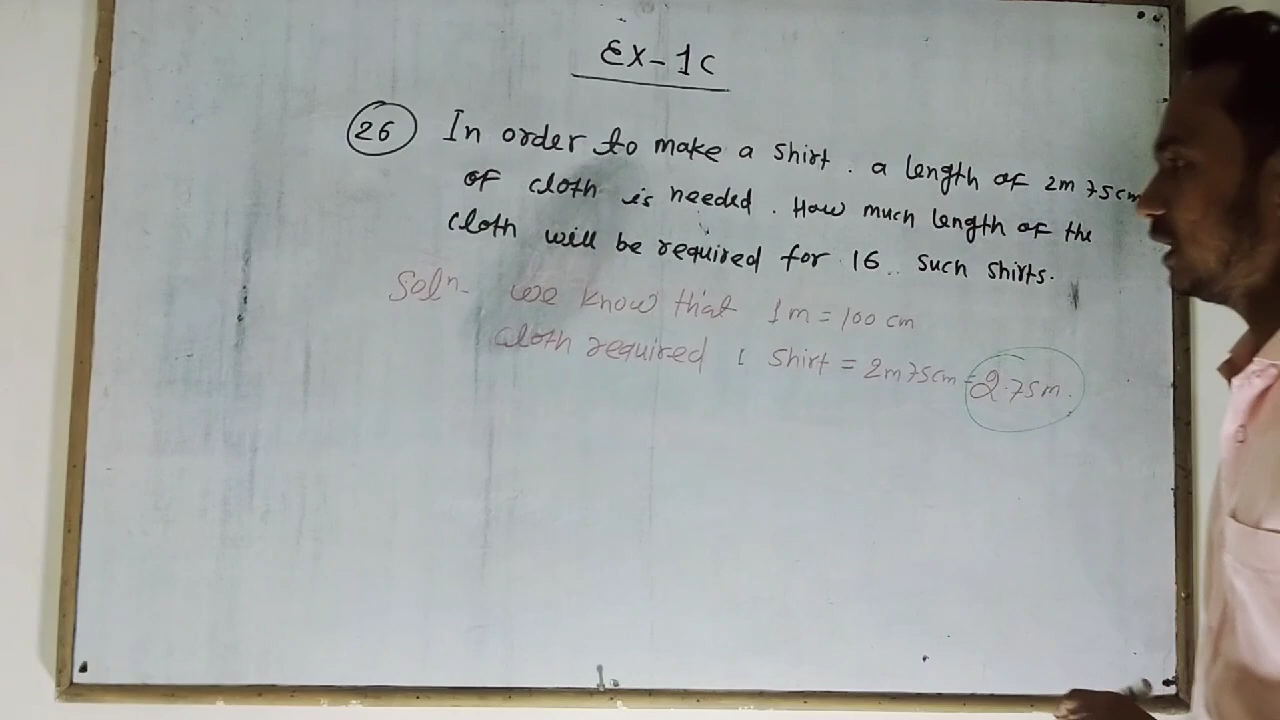 EX-1C
26 In order to make a shirt. a length of 2m 75cm
of cloth is needed. How much length of the
cloth will be required for 16 such shirts.
Solⁿ- we know that 1m = 100 cm
cloth required 1 shirt = 2m75cm = 2.75m.